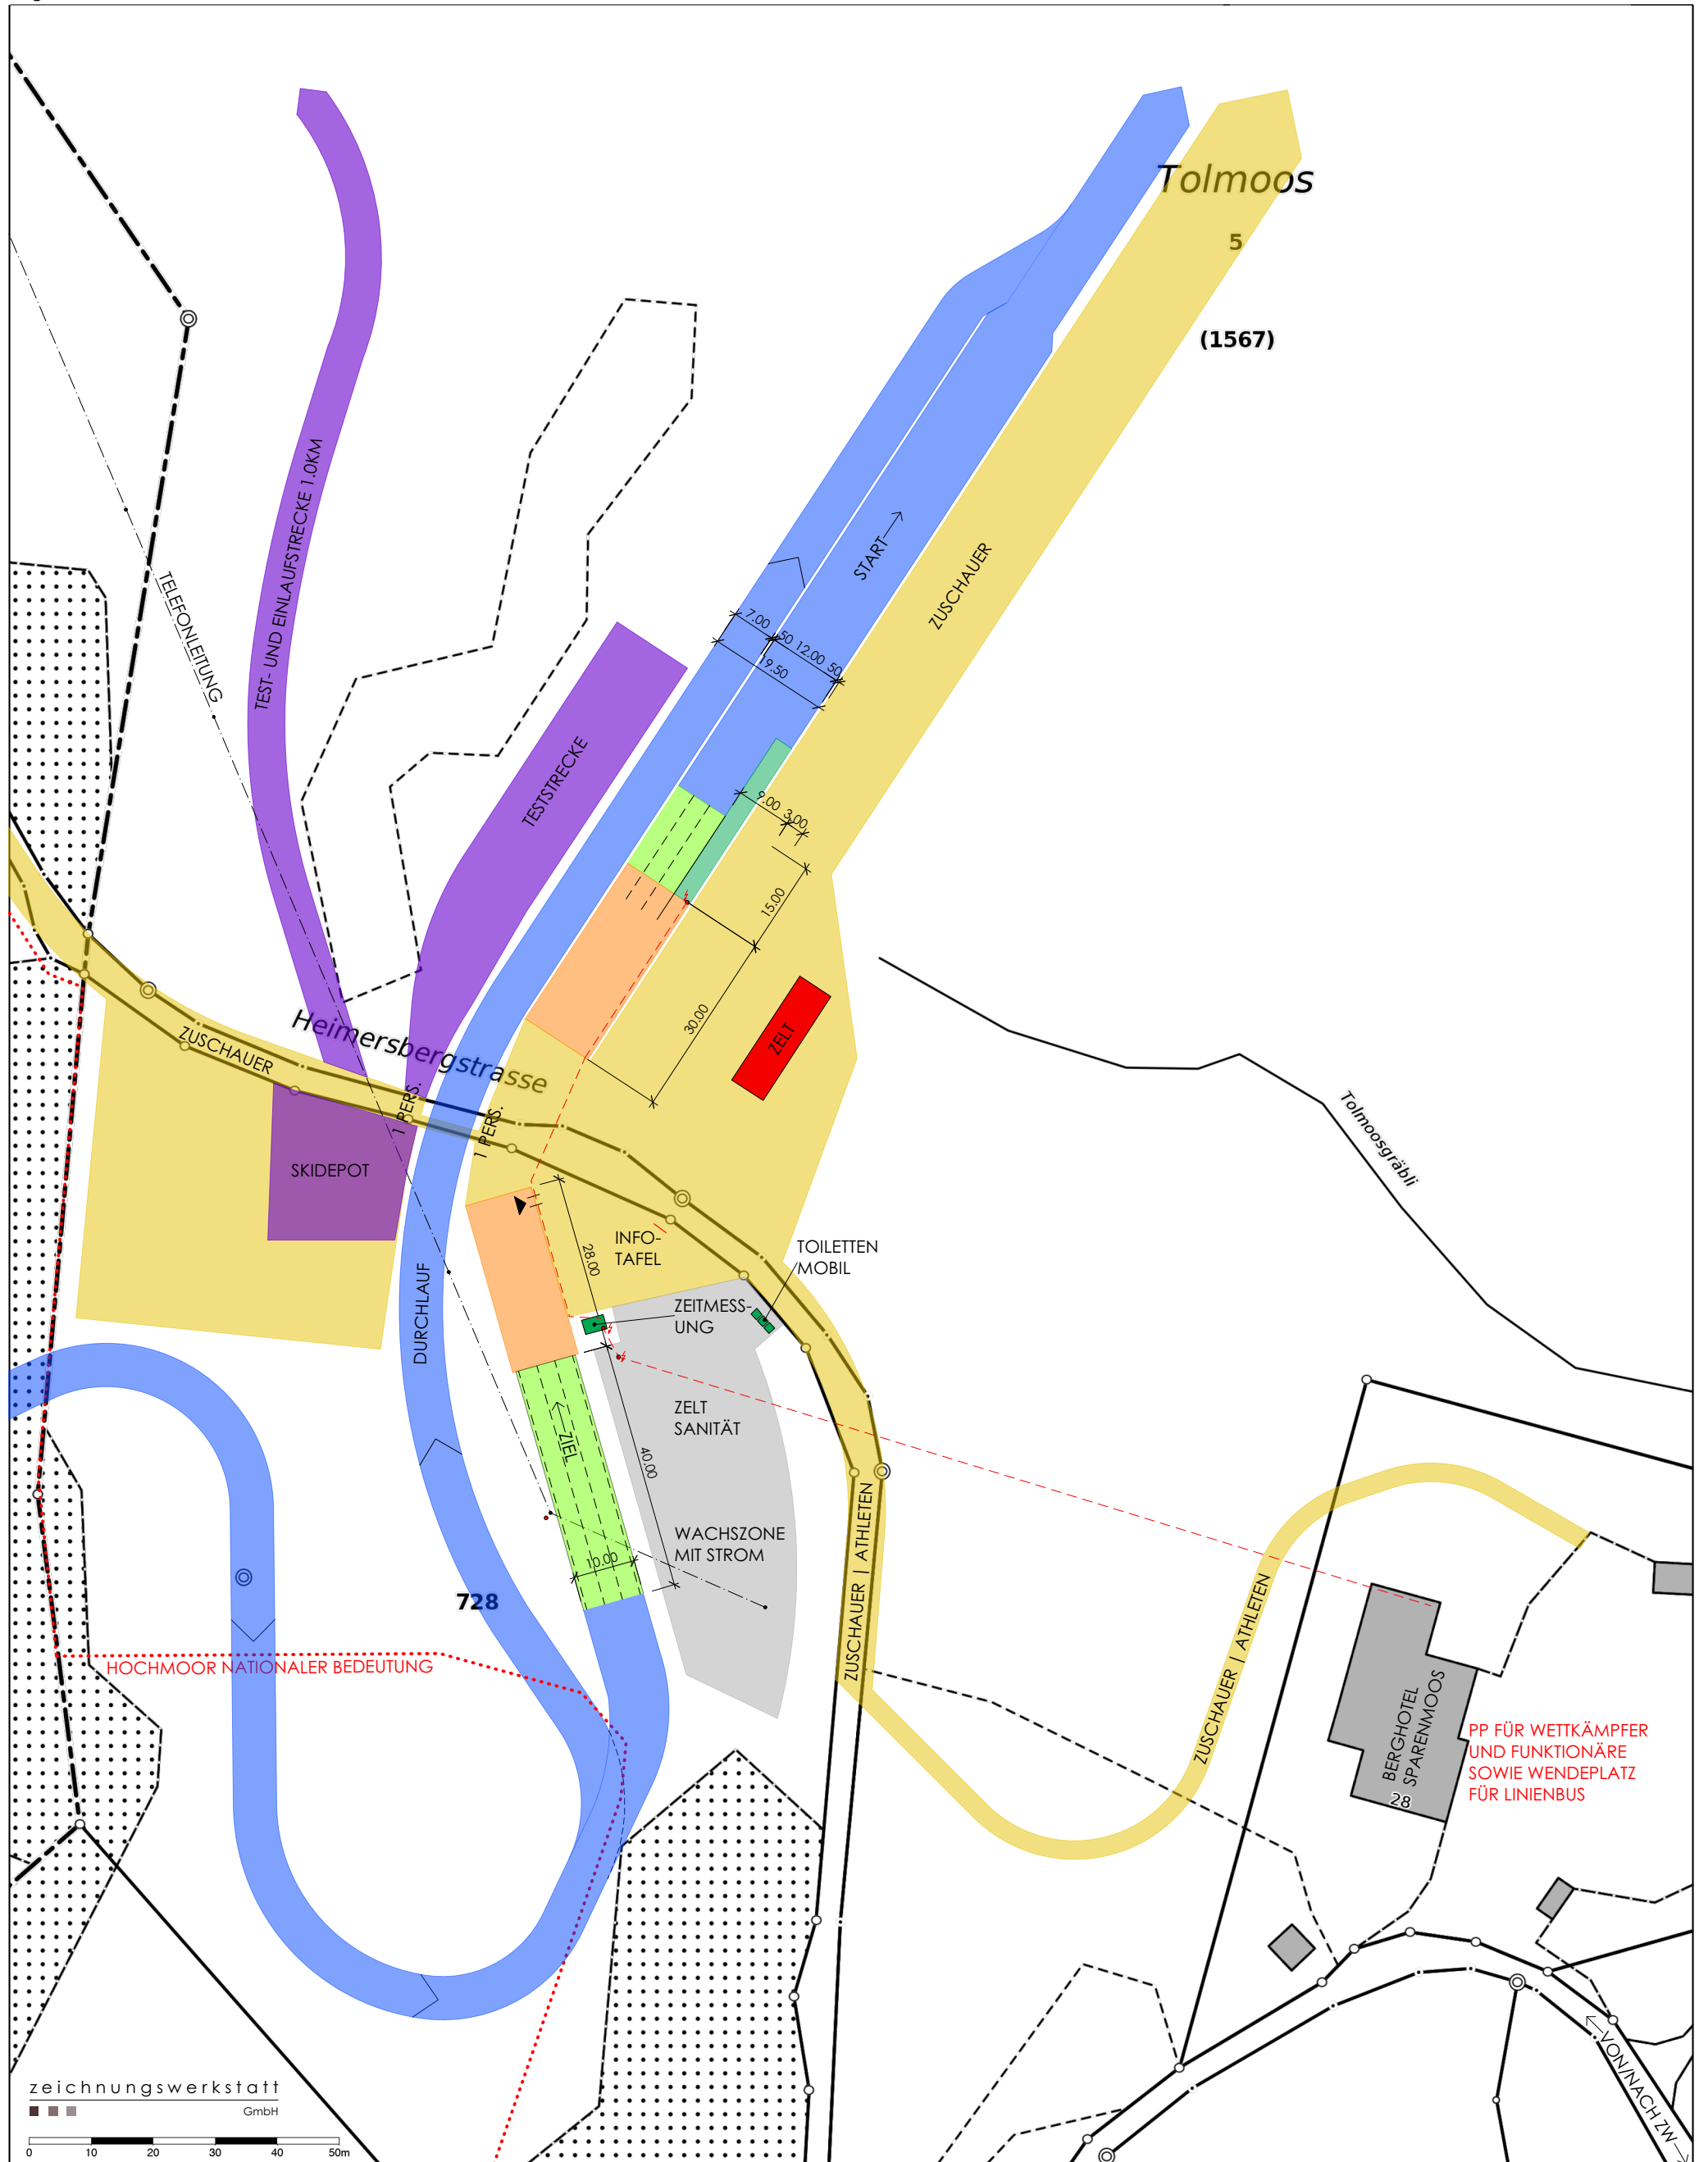 Tolmoos
5
(1567)
TEST- UND EINLAUFSTRECKE 1.0KM
TELEFONLEITUNG
START
ZUSCHAUER
7.00
50
12.00
50
19.50
TESTSTRECKE
9.00
3.00
15.00
30.00
ZELT
Heimersbergstrasse
ZUSCHAUER
1 PERS.
1 PERS.
SKIDEPOT
Tolmoosgräbli
INFO-
TAFEL
28.00
TOILETTEN
MOBIL
ZEITMESS-
UNG
DURCHLAUF
ZELT
SANITÄT
ZIEL
40.00
WACHSZONE
MIT STROM
10.00
728
ZUSCHAUER | ATHLETEN
ZUSCHAUER | ATHLETEN
HOCHMOOR NATIONALER BEDEUTUNG
BERGHOTEL
SPARENMOOS
28
PP FÜR WETTKÄMPFER
UND FUNKTIONÄRE
SOWIE WENDEPLATZ
FÜR LINIENBUS
VON/NACH ZW
zeichnungswerkstatt
GmbH
0 10 20 30 40 50m